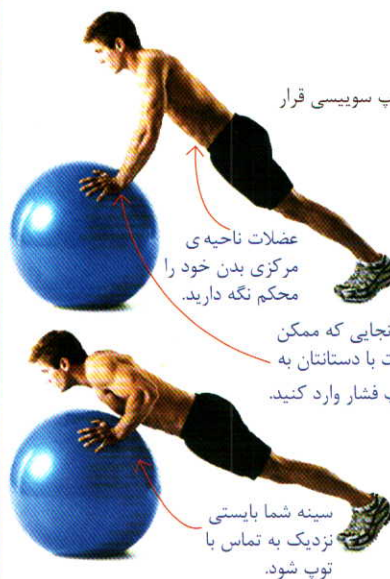 پ سوییسی قرار
عضلات ناحیه ی
مرکزی بدن خود را
محکم نگه دارید.
نجایی که ممکن
ت با دستانتان به
پ فشار وارد کنید.
سینه شما بایستی
نزدیک به تماس با
توپ شود.